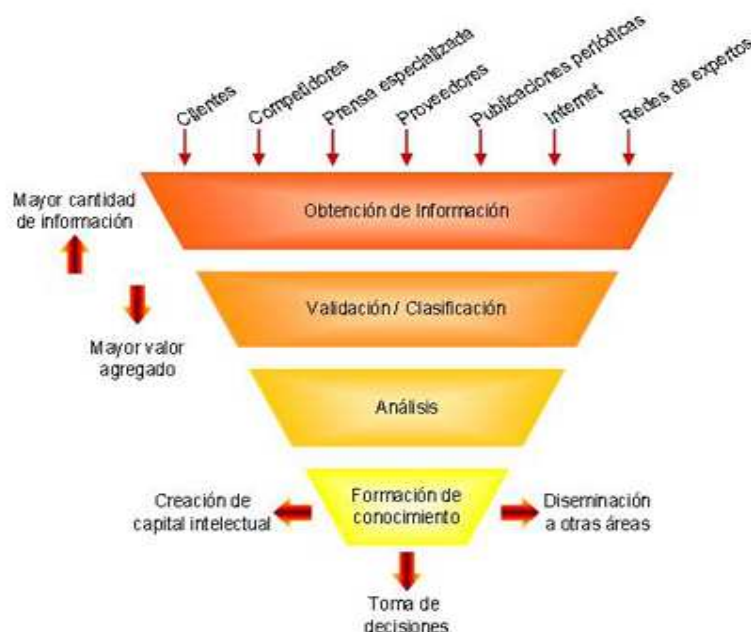 Clientes
Competidores
Prensa especializada
Proveedores
Publicaciones periódicas
Internet
Redes de expertos
Mayor cantidad
de información
Obtención de Información
Validación / Clasificación
Mayor valor
agregado
Análisis
Creación de
capital intelectual
Formación de
conocimiento
Diseminación
a otras áreas
Toma de
decisiones